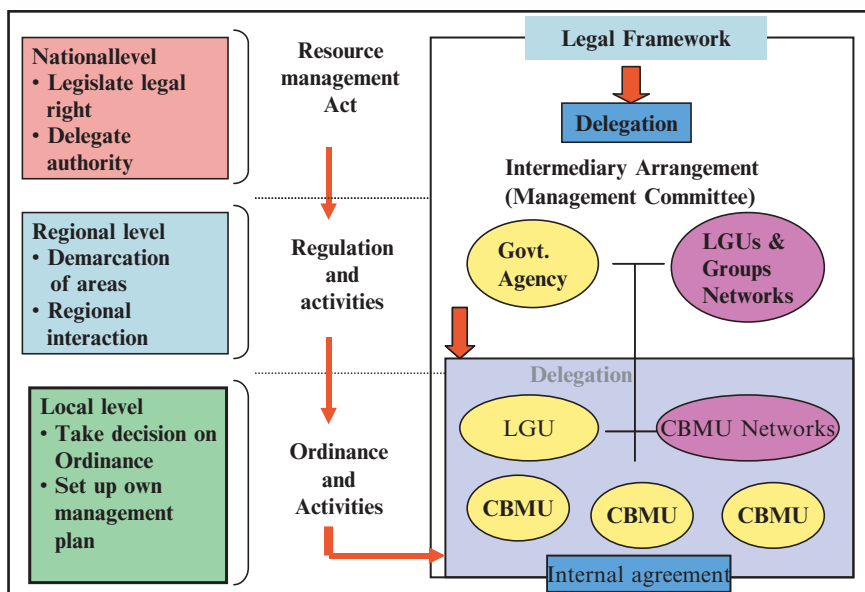 Nationallevel
• Legislate legal
right
• Delegate
authority
Regional level
• Demarcation
of areas
• Regional
interaction
Local level
• Take decision on
Ordinance
• Set up own
management
plan
Resource
management
Act
Regulation
and
activities
Ordinance
and
Activities
Legal Framework
Delegation
Intermediary Arrangement
(Management Committee)
Govt.
Agency
LGUs &
Groups
Networks
Delegation
LGU
CBMU Networks
CBMU
CBMU
CBMU
Internal agreement